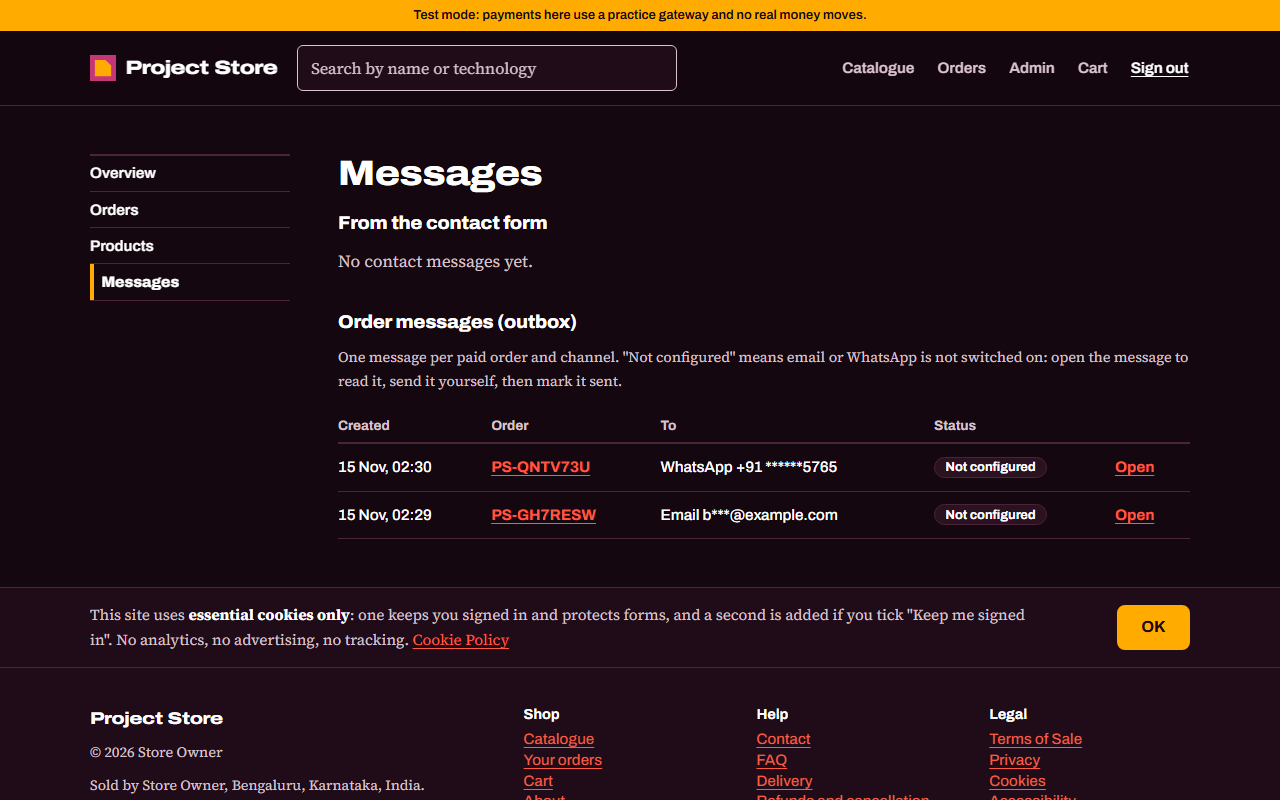 Test mode: payments here use a practice gateway and no real money moves.
Project Store
Search by name or technology
Catalogue Orders Admin Cart Sign out
Overview
Orders
Products
Messages
Messages
From the contact form
No contact messages yet.
Order messages (outbox)
One message per paid order and channel. "Not configured" means email or WhatsApp is not switched on: open the message to
read it, send it yourself, then mark it sent.
Created Order To Status
15 Nov, 02:30 PS-QNTV73U WhatsApp +91 ******5765 Not configured Open
15 Nov, 02:29 PS-GH7RESW Email b***@example.com Not configured Open
This site uses essential cookies only: one keeps you signed in and protects forms, and a second is added if you tick "Keep me signed
in". No analytics, no advertising, no tracking. Cookie Policy
OK
Project Store
© 2026 Store Owner
Sold by Store Owner, Bengaluru, Karnataka, India.
Shop
Catalogue
Your orders
Cart
About
Help
Contact
FAQ
Delivery
Refunds and cancellation
Legal
Terms of Sale
Privacy
Cookies
Accessibility